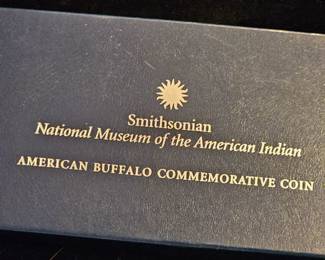 Smithsonian
National Museum of the American Indian
AMERICAN BUFFALO COMMEMORATIVE COIN